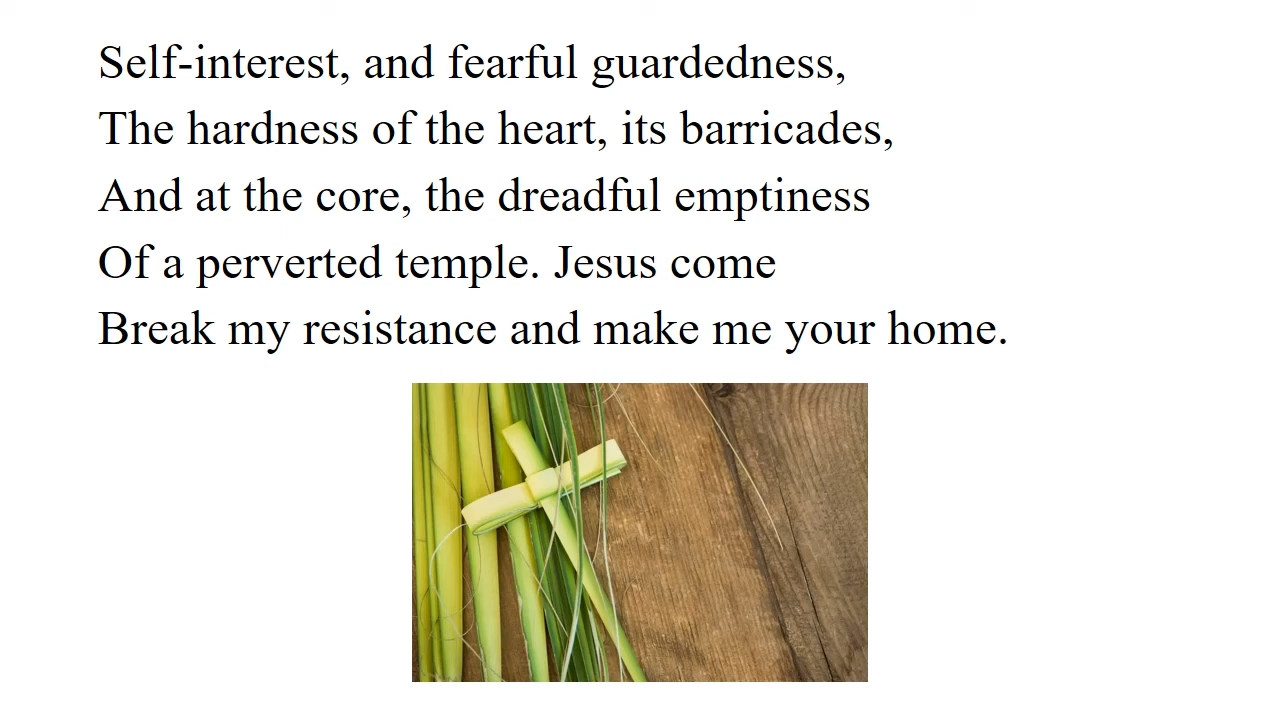 Self-interest, and fearful guardedness,
The hardness of the heart, its barricades,
And at the core, the dreadful emptiness
Of a perverted temple. Jesus come
Break my resistance and make me your home.